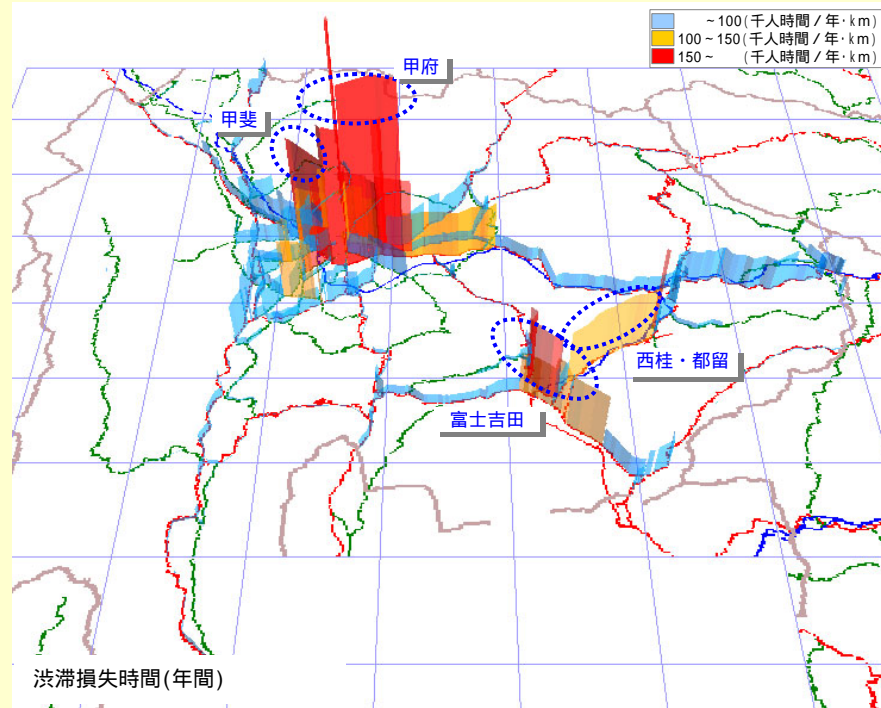 ~100(千人時間/年·km)
100~150(千人時間/年·km)
150~ (千人時間/年·km)
甲府
甲斐
西桂・都留
富士吉田
渋滞損失時間(年間)